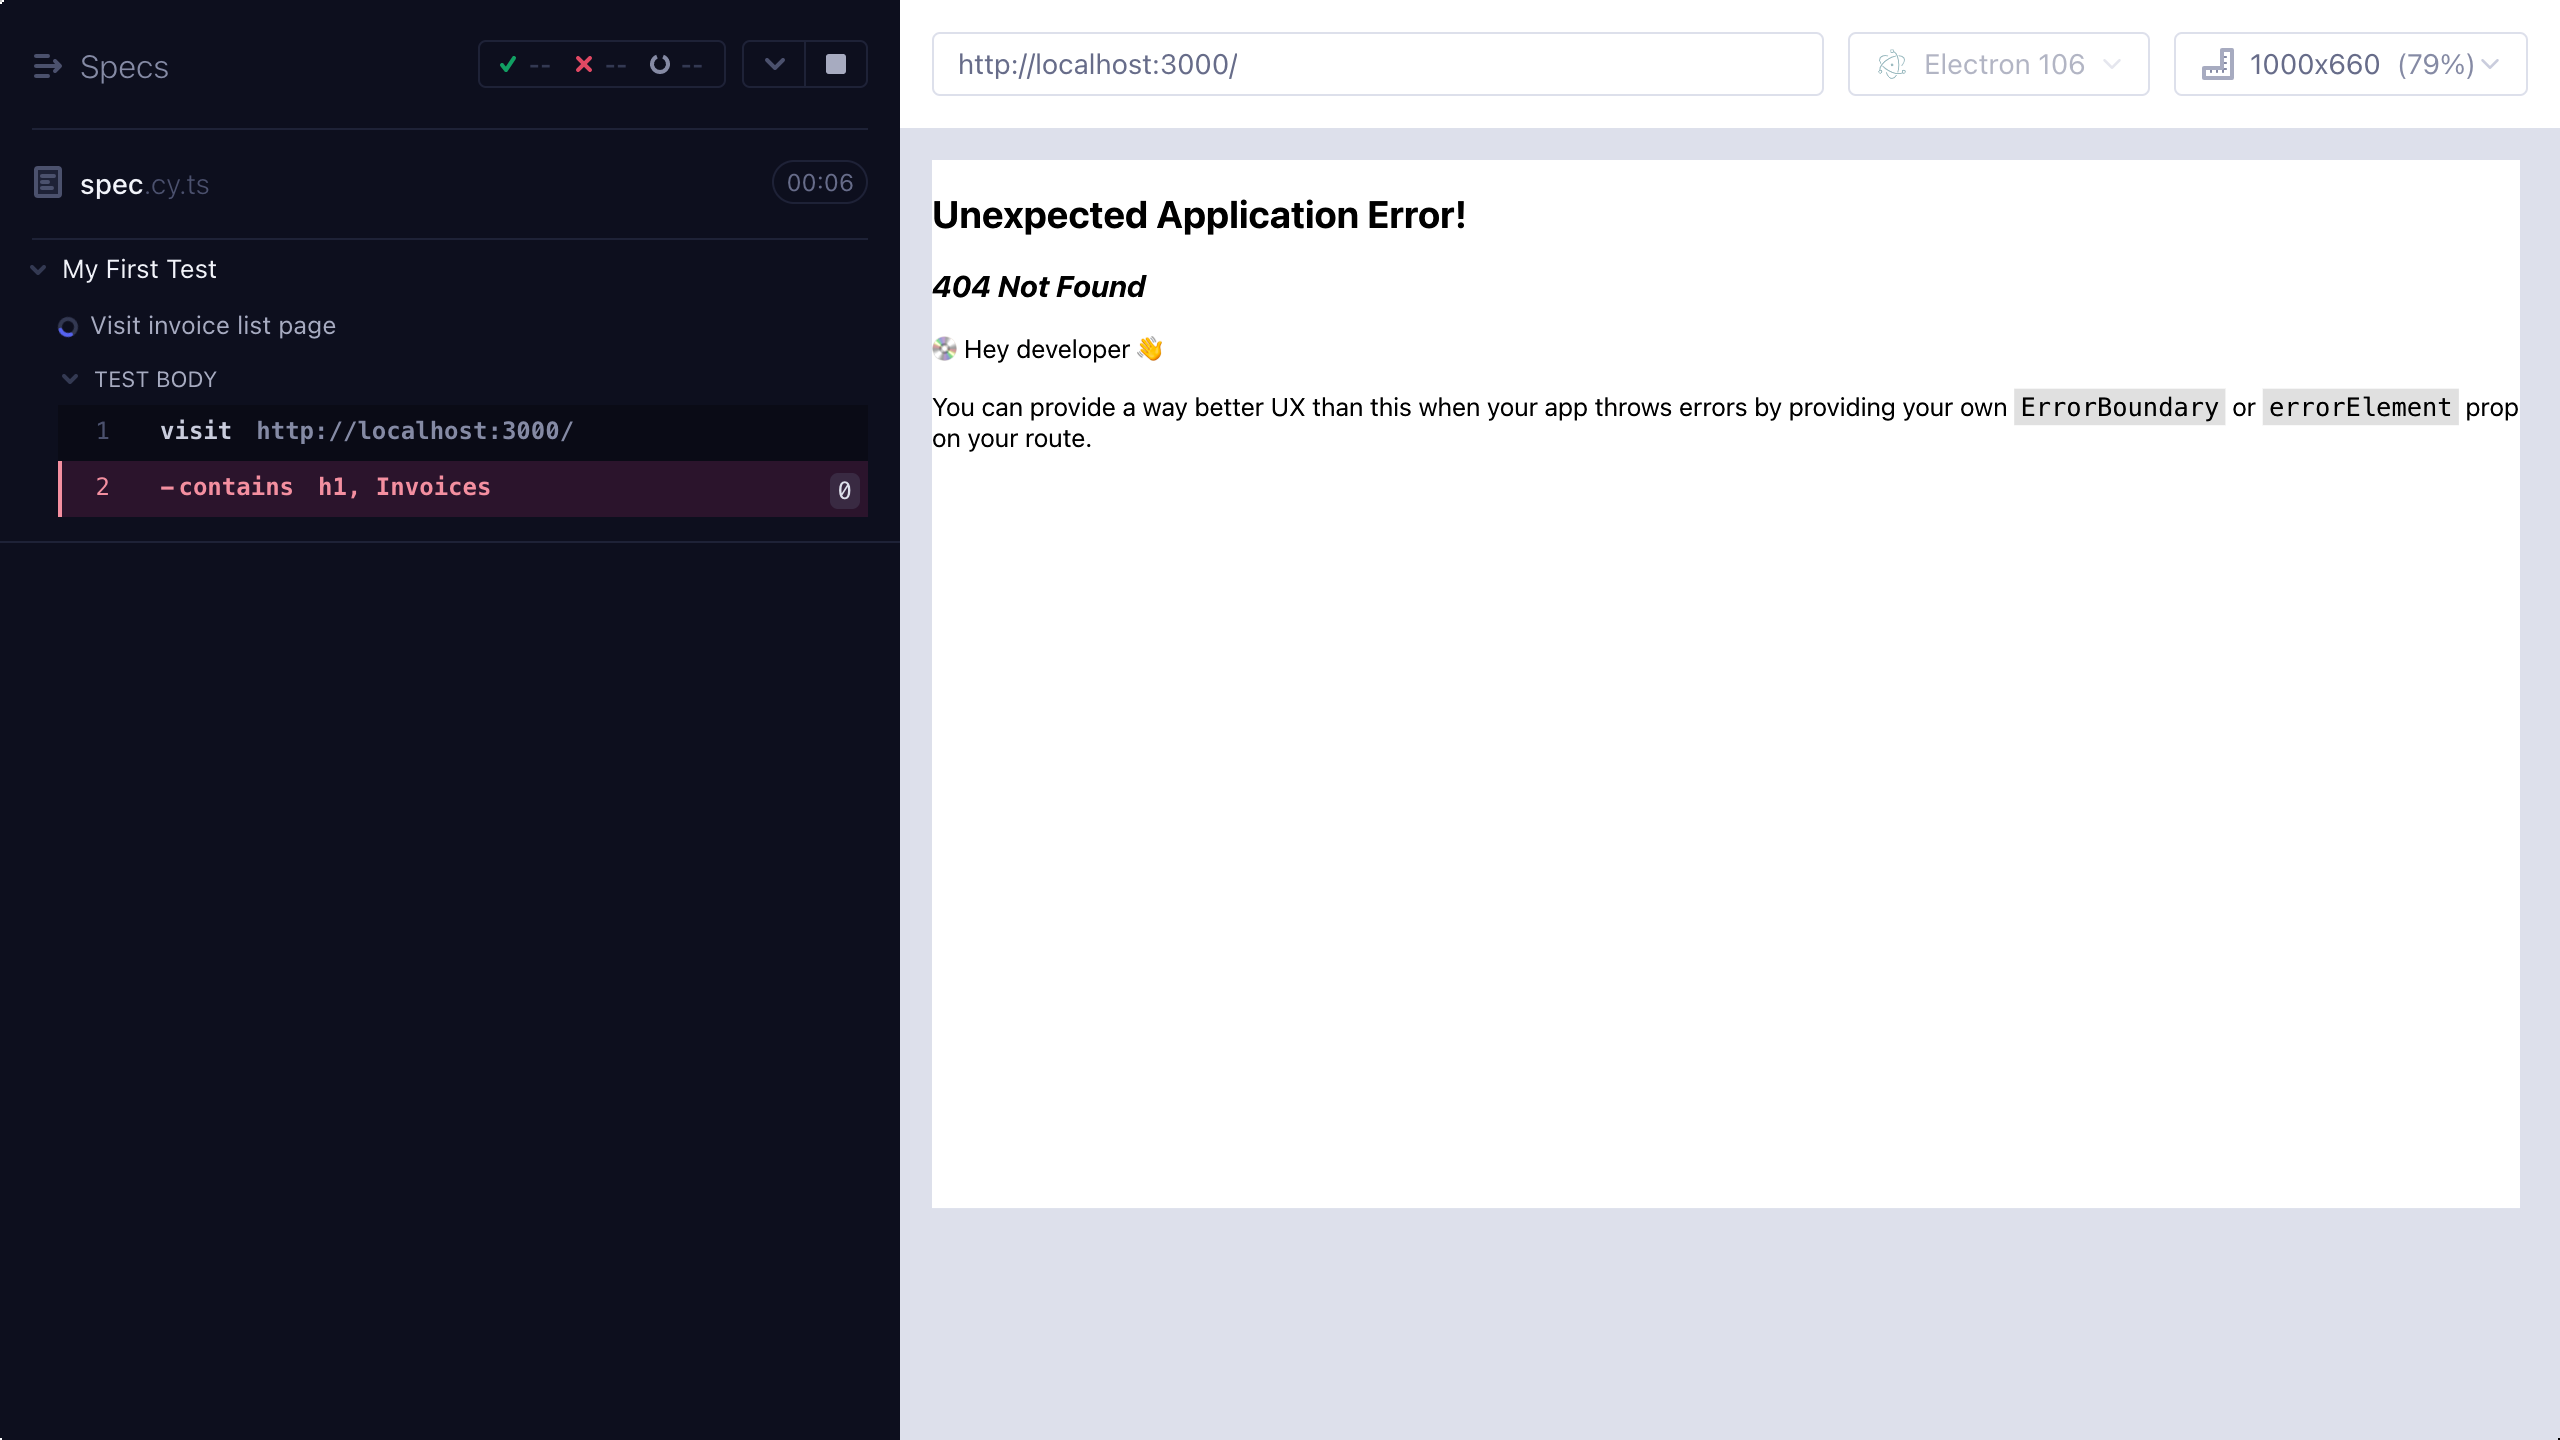 Specs
-- -- --
spec.cy.ts
00:06
My First Test
Visit invoice list page
TEST BODY
1 visit http://localhost:3000/
2 -contains h1, Invoices 0
http://localhost:3000/
Electron 106
1000x660 (79%)
Unexpected Application Error!
404 Not Found
💿 Hey developer 👋
You can provide a way better UX than this when your app throws errors by providing your own ErrorBoundary or errorElement prop
on your route.